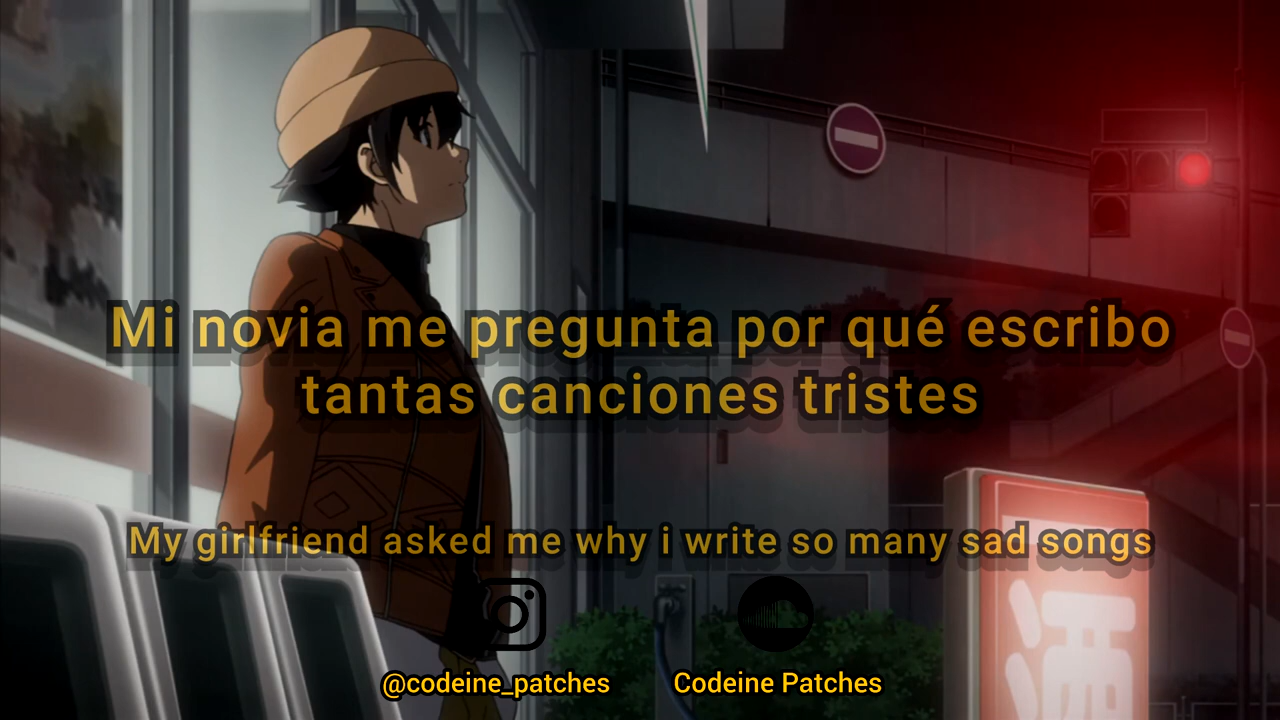 Mi novia me pregunta por qué escribo
tantas canciones tristes
My girlfriend asked me why i write so many sad songs
酒
@codeine_patches
Codeine Patches